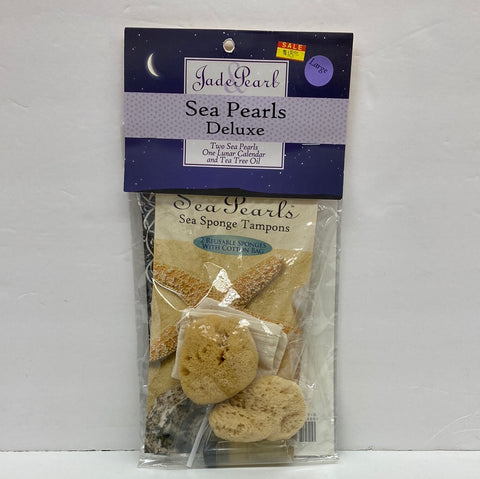 SALE
Large
Jade & Pearl
Sea Pearls
Deluxe
Two Sea Pearls
One Lunar Calendar
and Tea Tree Oil
Sea Pearls™
Sea Sponge Tampons
2 REUSABLE SPONGES
WITH COTTON BAG